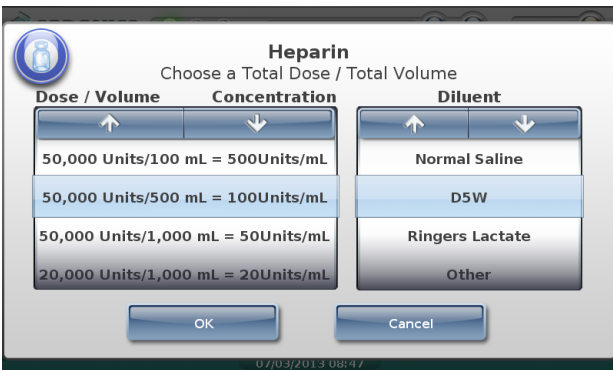 Heparin
Choose a Total Dose / Total Volume
Dose / Volume Concentration Diluent
50,000 Units/100 mL = 500Units/mL Normal Saline
50,000 Units/500 mL = 100Units/mL D5W
50,000 Units/1,000 mL = 50Units/mL Ringers Lactate
20,000 Units/1,000 mL = 20Units/mL Other
OK Cancel
07/03/2013 08:47